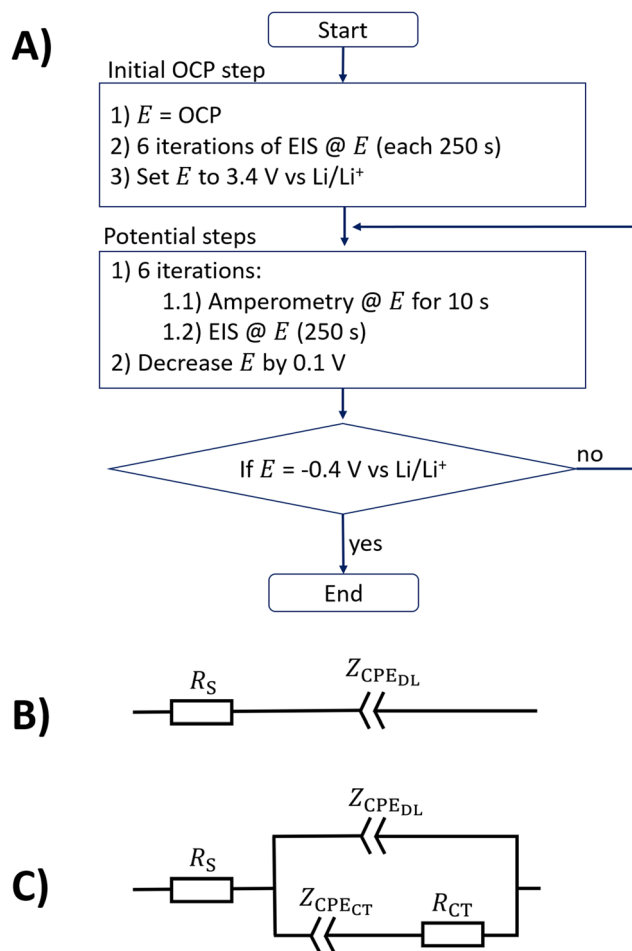 A)
Start
Initial OCP step
1) E = OCP
2) 6 iterations of EIS @ E (each 250 s)
3) Set E to 3.4 V vs Li/Li⁺
Potential steps
1) 6 iterations:
1.1) Amperometry @ E for 10 s
1.2) EIS @ E (250 s)
2) Decrease E by 0.1 V
If E = -0.4 V vs Li/Li⁺
no
yes
End
B)
R_S
Z_CPE_DL
C)
Z_CPE_DL
R_S
Z_CPE_CT
R_CT